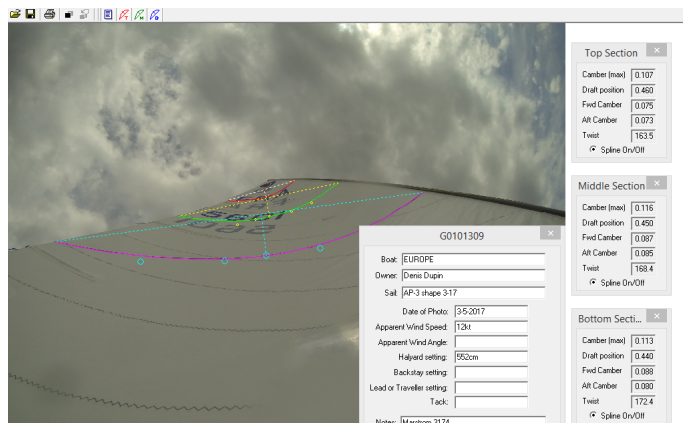 Top Section
Camber (max) 0.107
Draft position 0.460
Fwd Camber 0.075
Aft Camber 0.073
Twist 163.5
Spline On/Off
Middle Section
Camber (max) 0.116
Draft position 0.450
Fwd Camber 0.087
Aft Camber 0.085
Twist 168.4
Spline On/Off
G0101309
Boat: EUROPE
Owner: Denis Dupin
Sail: AP-3 shape 3-17
Date of Photo: 3-5-2017
Apparent Wind Speed: 12kt
Apparent Wind Angle:
Halyard setting: 552cm
Backstay setting:
Lead or Traveller setting:
Tack:
Notes: Marstrom 3174
Bottom Secti...
Camber (max) 0.113
Draft position 0.440
Fwd Camber 0.088
Aft Camber 0.080
Twist 172.4
Spline On/Off